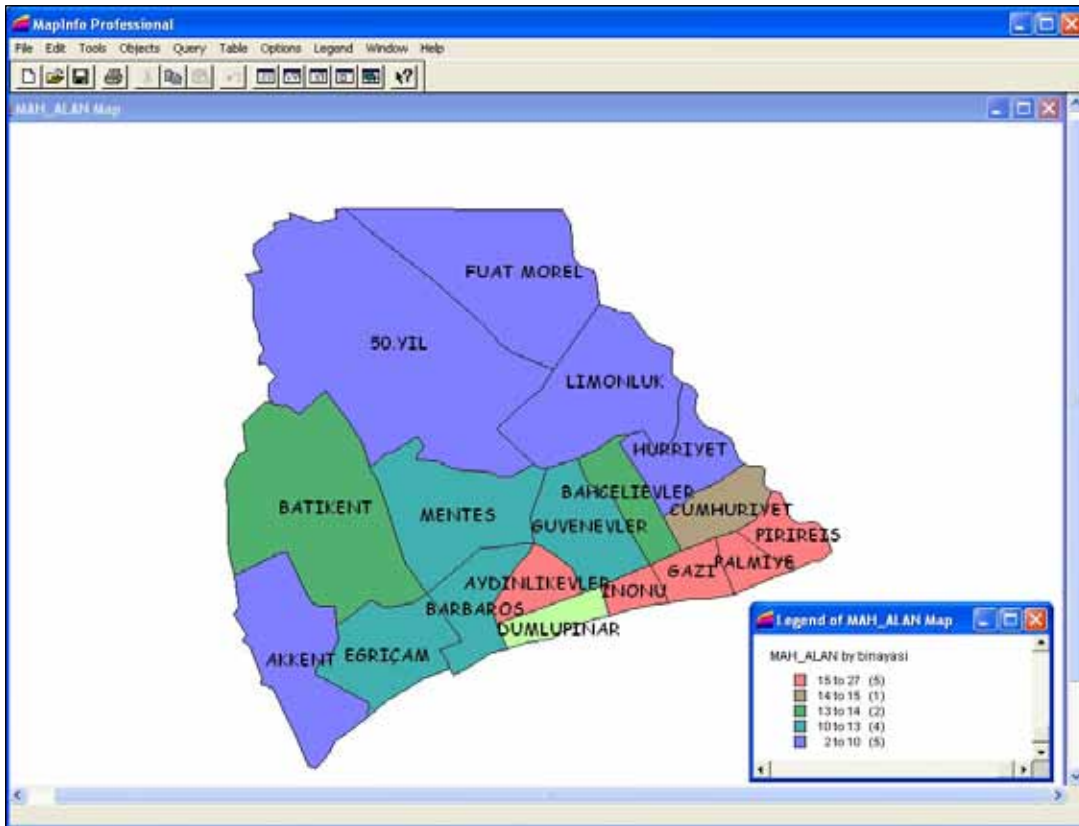 MapInfo Professional
File Edit Tools Objects Query Table Options Legend Window Help
MAH_ALAN Map
FUAT MOREL
50.YIL
LIMONLUK
HURRIYET
BAHCELIEVLER
BATIKENT
MENTES
GUVENEVLER
CUMHURIYET
PIRIREIS
PALMIYE
GAZI
AYDINLIKEVLER
INONU
BARBAROS
DUMLUPINAR
EGRIÇAM
AKKENT
Legend of MAH_ALAN Map
MAH_ALAN by binayasi
15 to 27 (5)
14 to 15 (1)
13 to 14 (2)
10 to 13 (4)
2 to 10 (5)